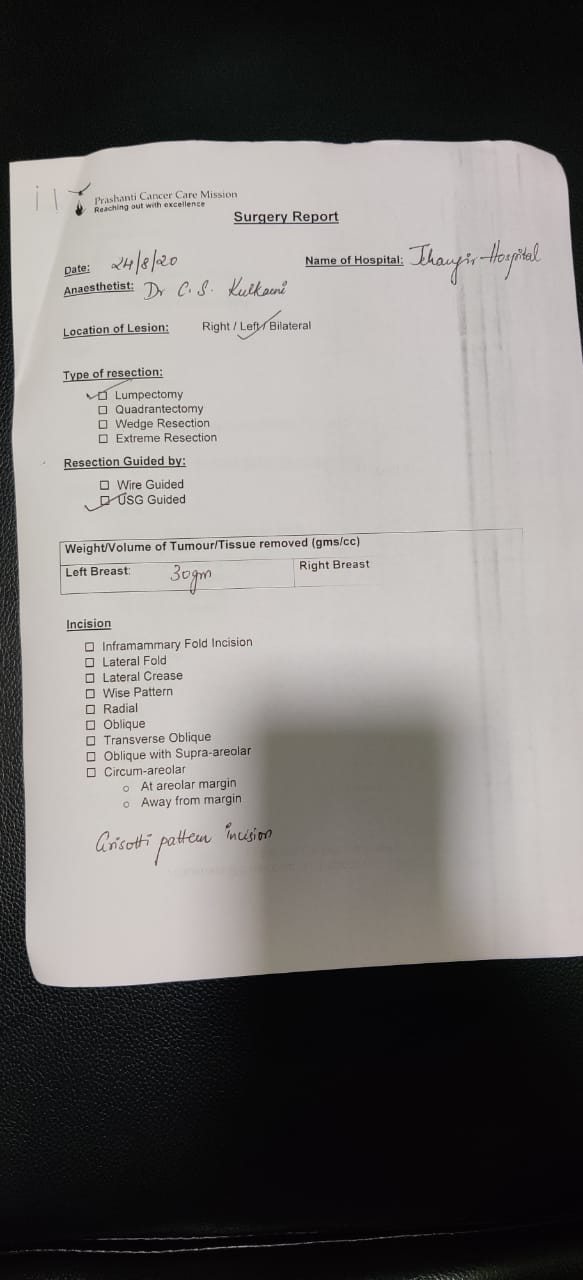 Prashanti Cancer Care Mission
Reaching out with excellence
Surgery Report
Date: 24/8/20 Name of Hospital: Jehangir Hospital
Anaesthetist: Dr C. S. Kulkarni
Location of Lesion: Right / Left / Bilateral
Type of resection:
☐ Lumpectomy
☐ Quadrantectomy
☐ Wedge Resection
☐ Extreme Resection
Resection Guided by:
☐ Wire Guided
☐ USG Guided
Weight/Volume of Tumour/Tissue removed (gms/cc)
Left Breast: 30gm Right Breast
Incision
☐ Inframammary Fold Incision
☐ Lateral Fold
☐ Lateral Crease
☐ Wise Pattern
☐ Radial
☐ Oblique
☐ Transverse Oblique
☐ Oblique with Supra-areolar
☐ Circum-areolar
o At areolar margin
o Away from margin
Grisotti pattern incision